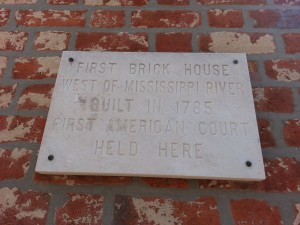 FIRST BRICK HOUSE
WEST OF MISSISSIPPI RIVER
BUILT IN 1785
FIRST AMERICAN COURT
HELD HERE